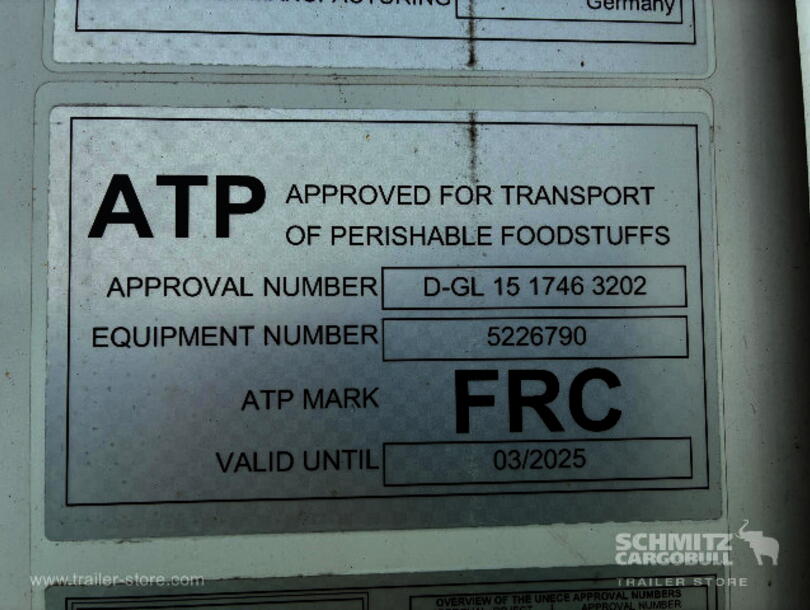 MANUFACTURING Germany
ATP APPROVED FOR TRANSPORT
OF PERISHABLE FOODSTUFFS
APPROVAL NUMBER D-GL 15 1746 3202
EQUIPMENT NUMBER 5226790
ATP MARK FRC
VALID UNTIL 03/2025
SCHMITZ
CARGOBULL
TRAILER STORE
www.trailer-store.com
OVERVIEW OF THE UNECE APPROVAL NUMBERS
APPROVAL NUMBER